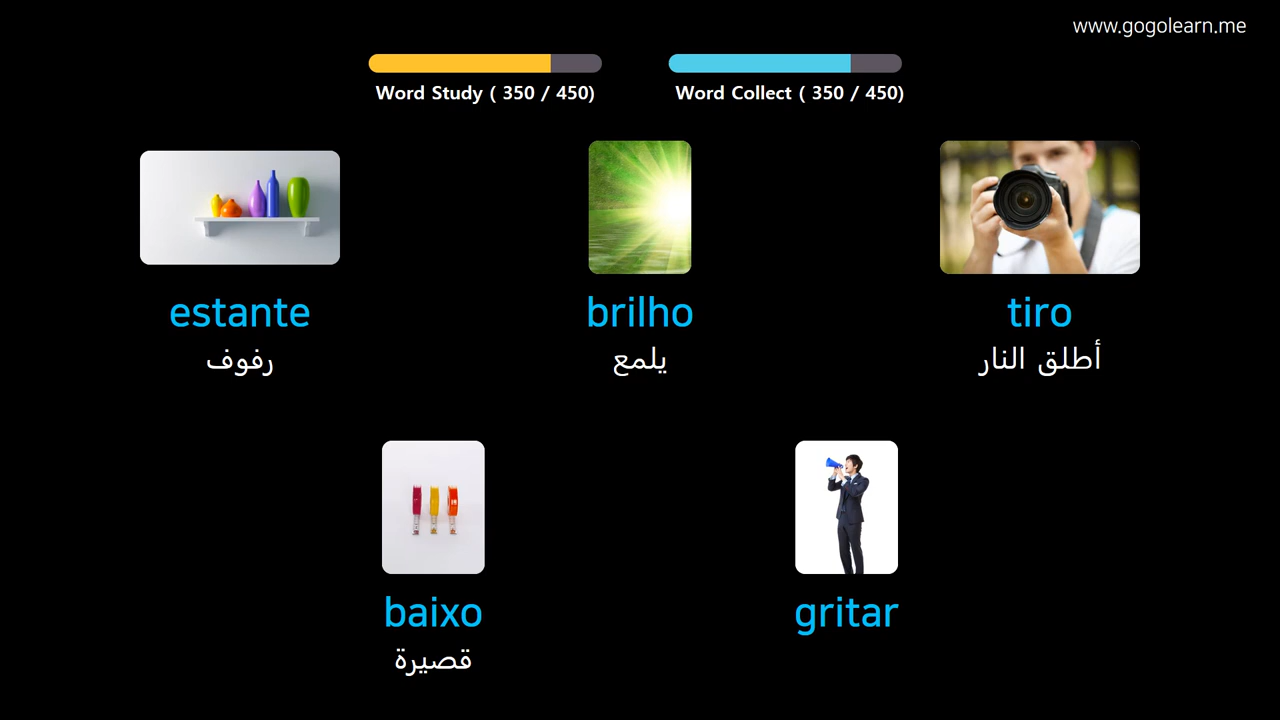 www.gogolearn.me
Word Study ( 350 / 450)
Word Collect ( 350 / 450)
estante
رفوف
brilho
يلمع
tiro
أطلق النار
baixo
قصيرة
gritar